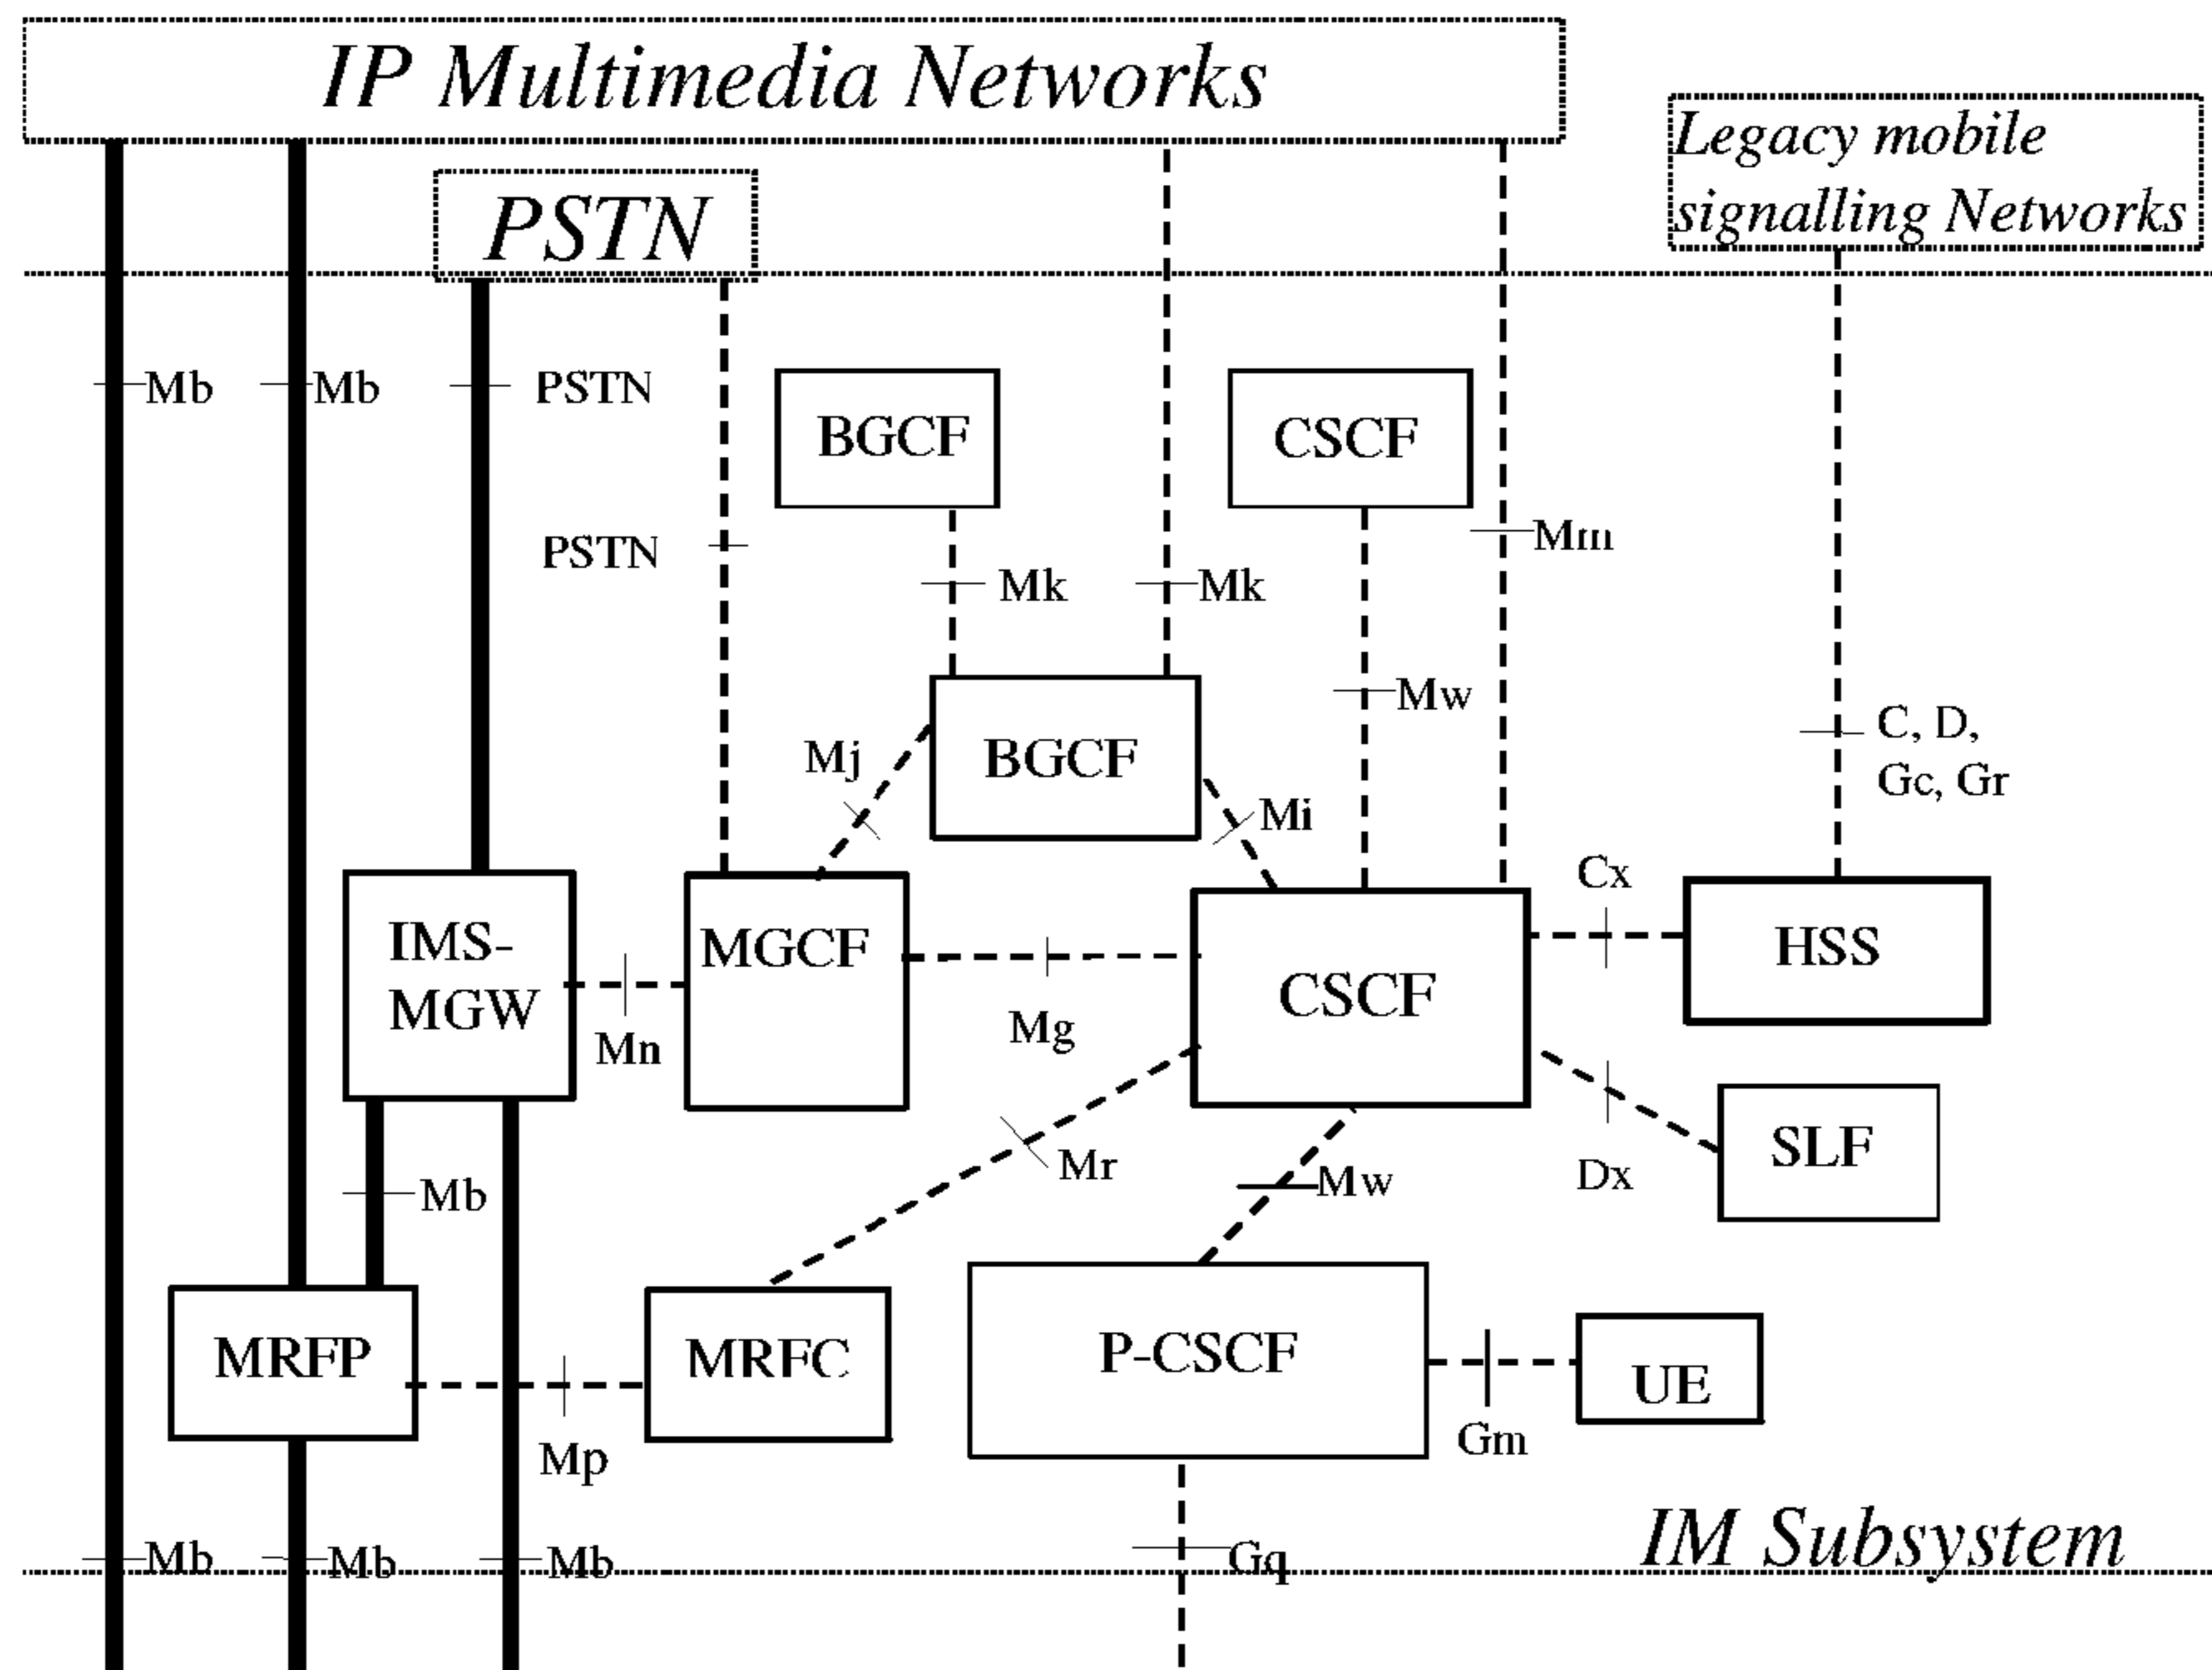 IP Multimedia Networks
Legacy mobile
signalling Networks
PSTN
Mb
Mb
PSTN
BGCF
CSCF
PSTN
Mm
Mk
Mk
Mw
C, D,
Gc, Gr
Mj
BGCF
Mi
Cx
IMS-
MGW
MGCF
CSCF
HSS
Mn
Mg
Mr
Mw
Dx
SLF
Mb
MRFP
MRFC
P-CSCF
UE
Mp
Gm
IM Subsystem
Mb
Mb
Mb
Gq